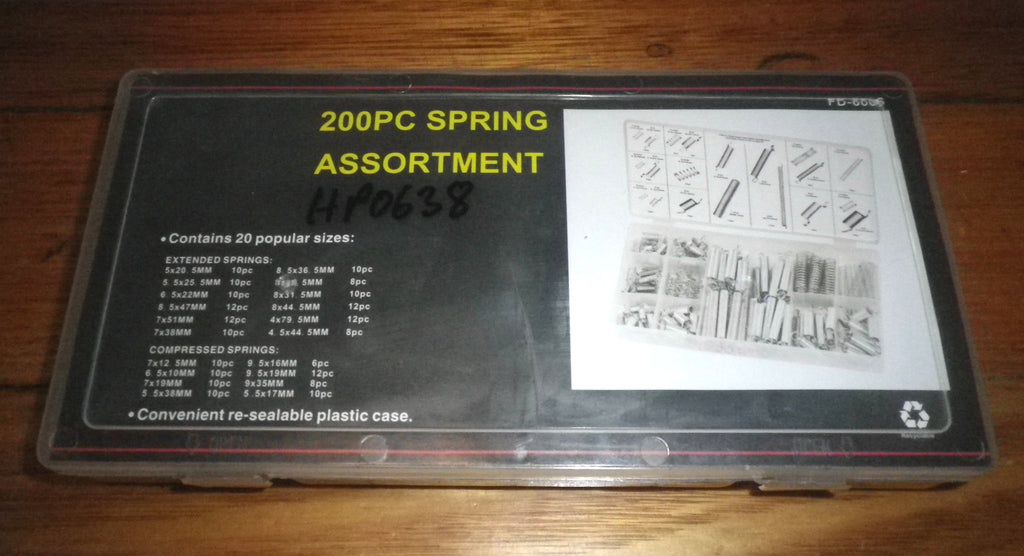 200PC SPRING
ASSORTMENT
HP0638
• Contains 20 popular sizes:
EXTENDED SPRINGS:
5x20.5MM 10pc 8.5x36.5MM 10pc
5.5x25.5MM 10pc 5MM 8pc
6.5x22MM 10pc 8x31.5MM 10pc
8.5x47MM 12pc 8x44.5MM 12pc
7x51MM 12pc 4x79.5MM 12pc
7x38MM 10pc 4.5x44.5MM 8pc
COMPRESSED SPRINGS:
7x12.5MM 10pc 9.5x16MM 6pc
6.5x10MM 10pc 9.5x19MM 12pc
7x19MM 10pc 9x35MM 8pc
5.5x38MM 10pc 5.5x17MM 10pc
• Convenient re-sealable plastic case.
Recyclable